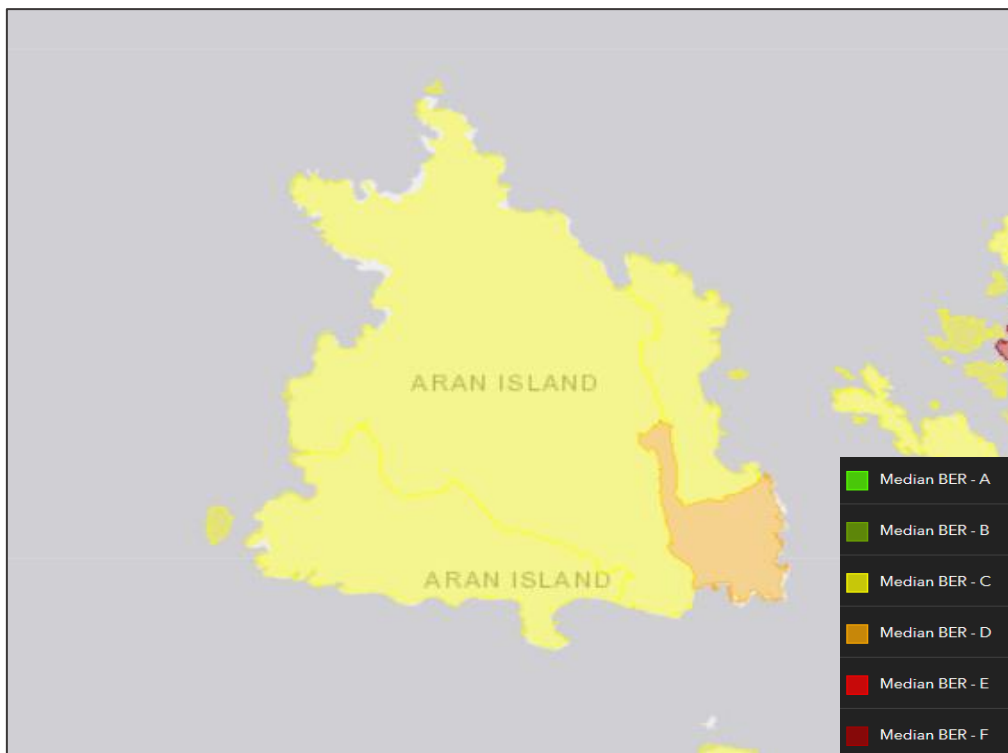 ARAN ISLAND
ARAN ISLAND
Median BER - A
Median BER - B
Median BER - C
Median BER - D
Median BER - E
Median BER - F